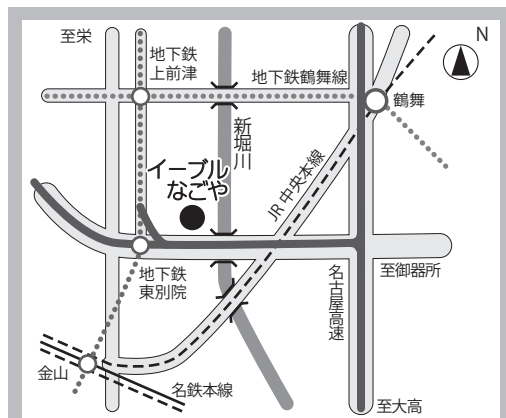 至栄
地下鉄
上前津
地下鉄鶴舞線
N
鶴舞
新堀川
イーブル
なごや
JR中央本線
地下鉄
東別院
名古屋高速
至御器所
金山
名鉄本線
至大高